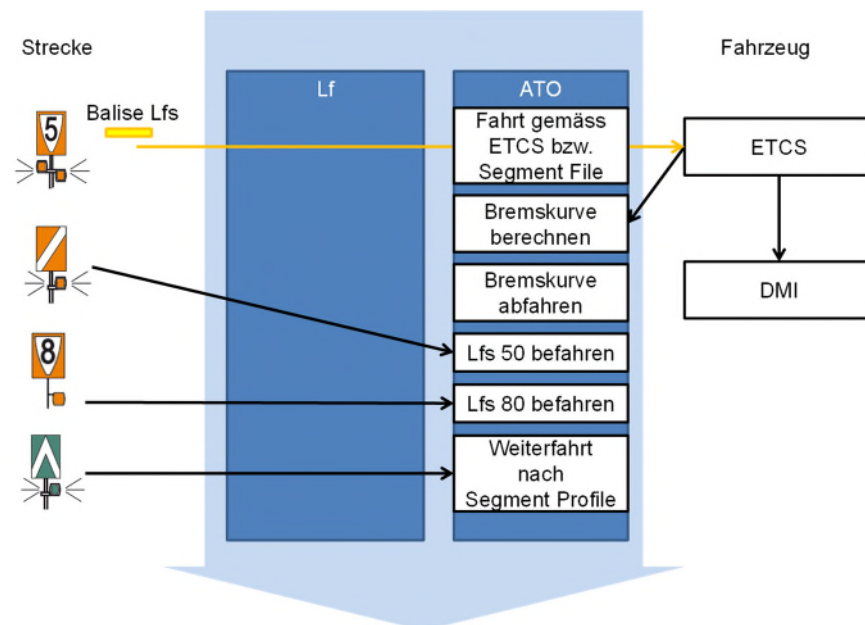 Strecke
Fahrzeug
Lf
ATO
5
Balise Lfs
Fahrt gemäss
ETCS bzw.
Segment File
ETCS
Bremskurve
berechnen
Bremskurve
abfahren
DMI
Lfs 50 befahren
8
Lfs 80 befahren
Weiterfahrt
nach
Segment Profile